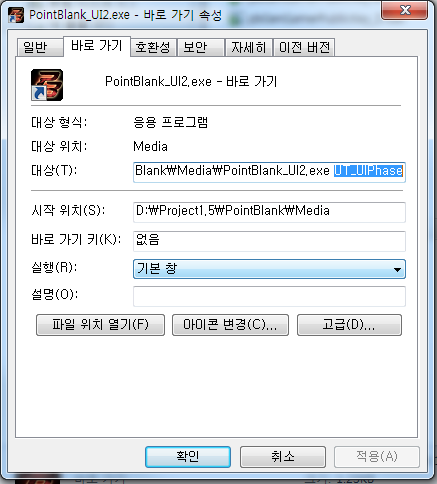 PointBlank_UI2.exe - 바로 가기 속성
일반 바로 가기 호환성 보안 자세히 이전 버전
PointBlank_UI2.exe - 바로 가기
대상 형식: 응용 프로그램
대상 위치: Media
대상(T): Blank₩Media₩PointBlank_UI2.exe UT_UIPhase
시작 위치(S): D:₩Project1.5₩PointBlank₩Media
바로 가기 키(K): 없음
실행(R): 기본 창
설명(O):
파일 위치 열기(F) 아이콘 변경(C)... 고급(D)...
확인 취소 적용(A)